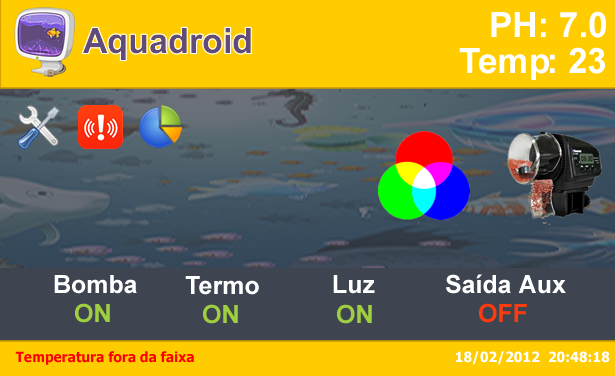 Aquadroid
PH: 7.0
Temp: 23
Bomba Termo Luz Saída Aux
ON ON ON OFF
Temperatura fora da faixa 18/02/2012 20:48:18